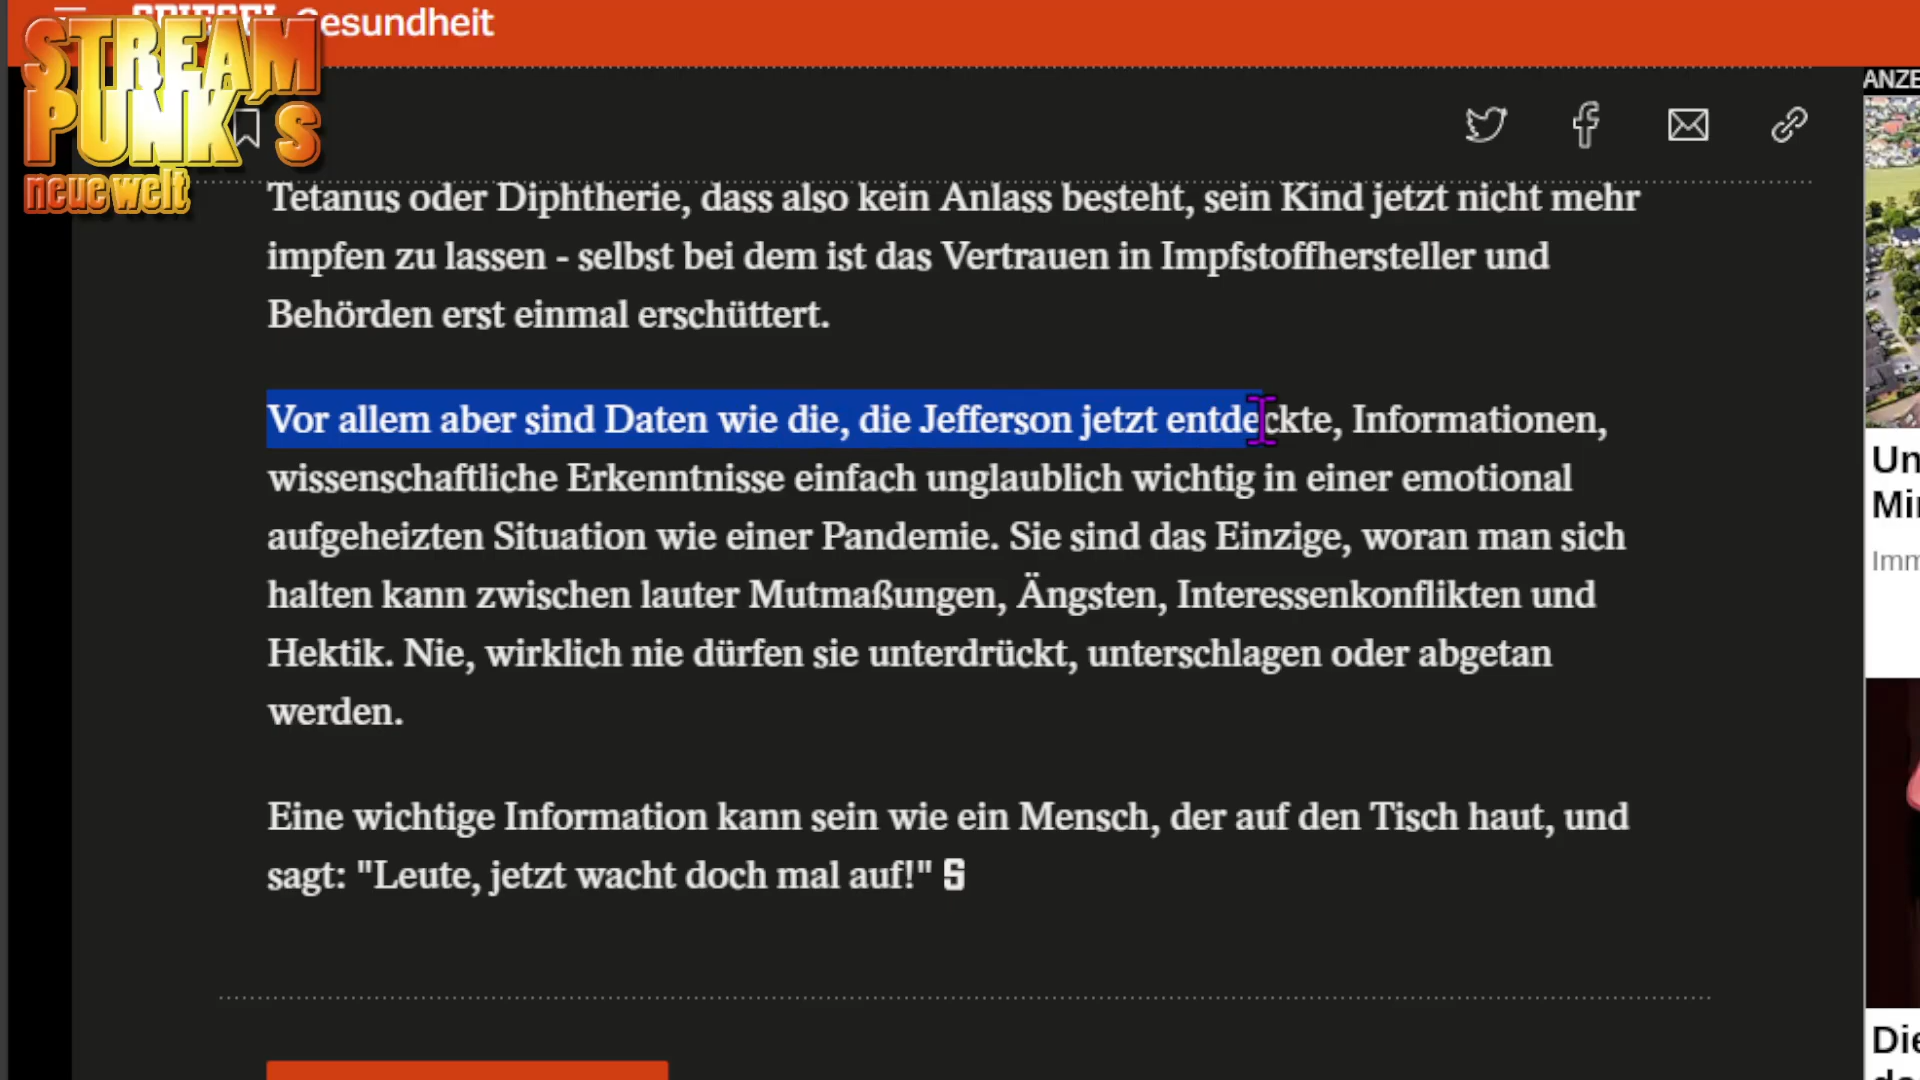 SPIEGEL Gesundheit
STREAM
PUNK´S
neue welt
ANZE
Tetanus oder Diphtherie, dass also kein Anlass besteht, sein Kind jetzt nicht mehr
impfen zu lassen - selbst bei dem ist das Vertrauen in Impfstoffhersteller und
Behörden erst einmal erschüttert.
Vor allem aber sind Daten wie die, die Jefferson jetzt entdeckte, Informationen,
wissenschaftliche Erkenntnisse einfach unglaublich wichtig in einer emotional
aufgeheizten Situation wie einer Pandemie. Sie sind das Einzige, woran man sich
halten kann zwischen lauter Mutmaßungen, Ängsten, Interessenkonflikten und
Hektik. Nie, wirklich nie dürfen sie unterdrückt, unterschlagen oder abgetan
werden.
Eine wichtige Information kann sein wie ein Mensch, der auf den Tisch haut, und
sagt: "Leute, jetzt wacht doch mal auf!" S
Un
Min
Imm
Die